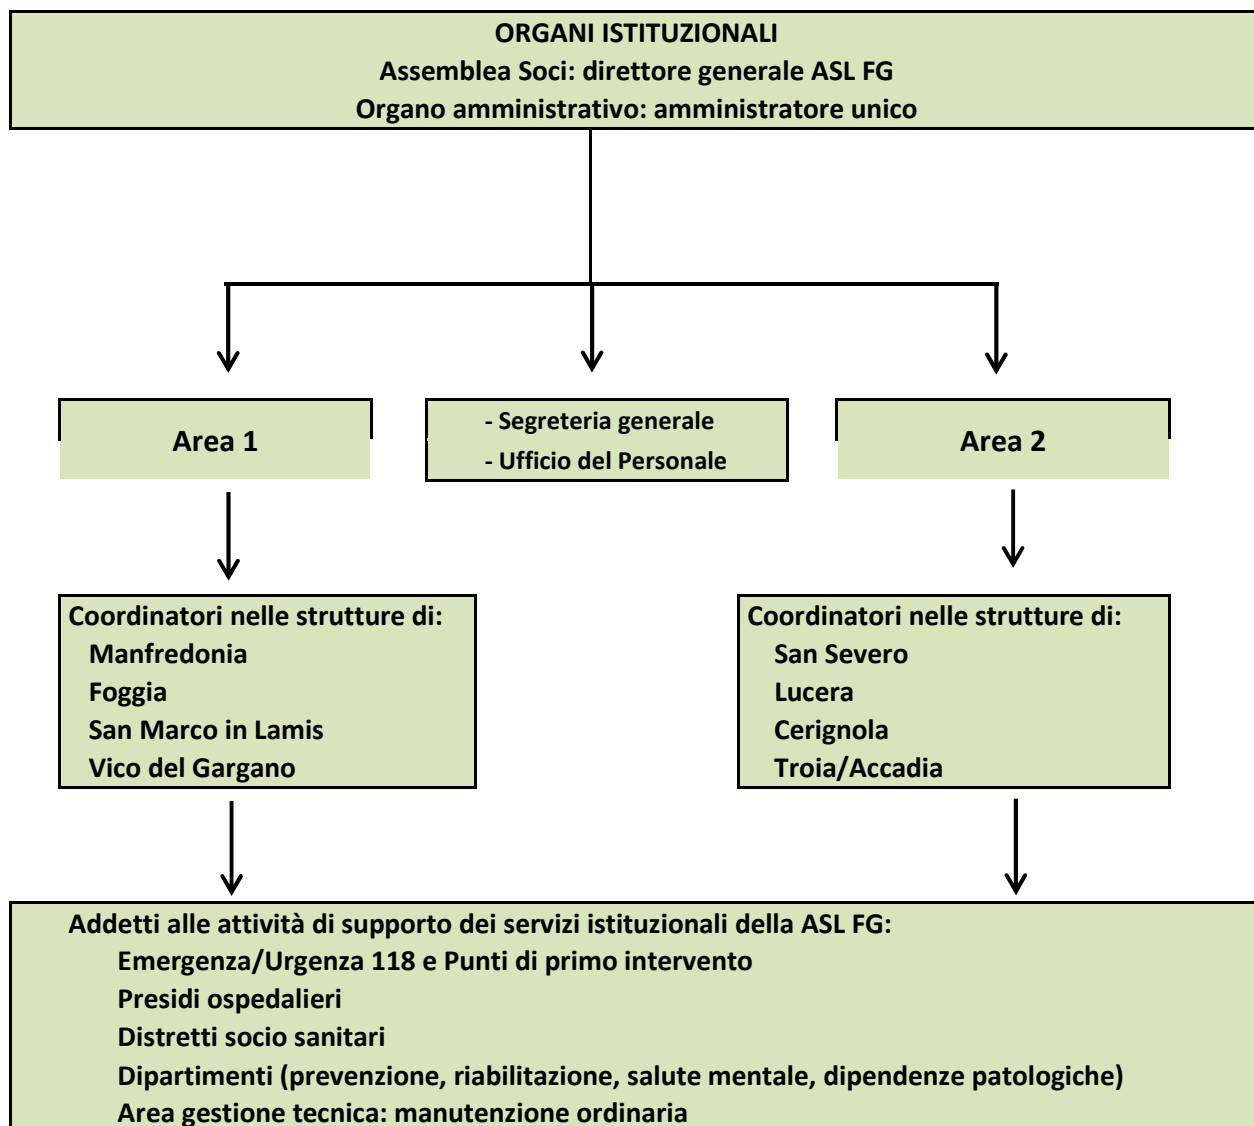 ORGANI ISTITUZIONALI
Assemblea Soci: direttore generale ASL FG
Organo amministrativo: amministratore unico
Area 1
- Segreteria generale
- Ufficio del Personale
Area 2
Coordinatori nelle strutture di:
Manfredonia
Foggia
San Marco in Lamis
Vico del Gargano
Coordinatori nelle strutture di:
San Severo
Lucera
Cerignola
Troia/Accadia
Addetti alle attività di supporto dei servizi istituzionali della ASL FG:
Emergenza/Urgenza 118 e Punti di primo intervento
Presidi ospedalieri
Distretti socio sanitari
Dipartimenti (prevenzione, riabilitazione, salute mentale, dipendenze patologiche)
Area gestione tecnica: manutenzione ordinaria